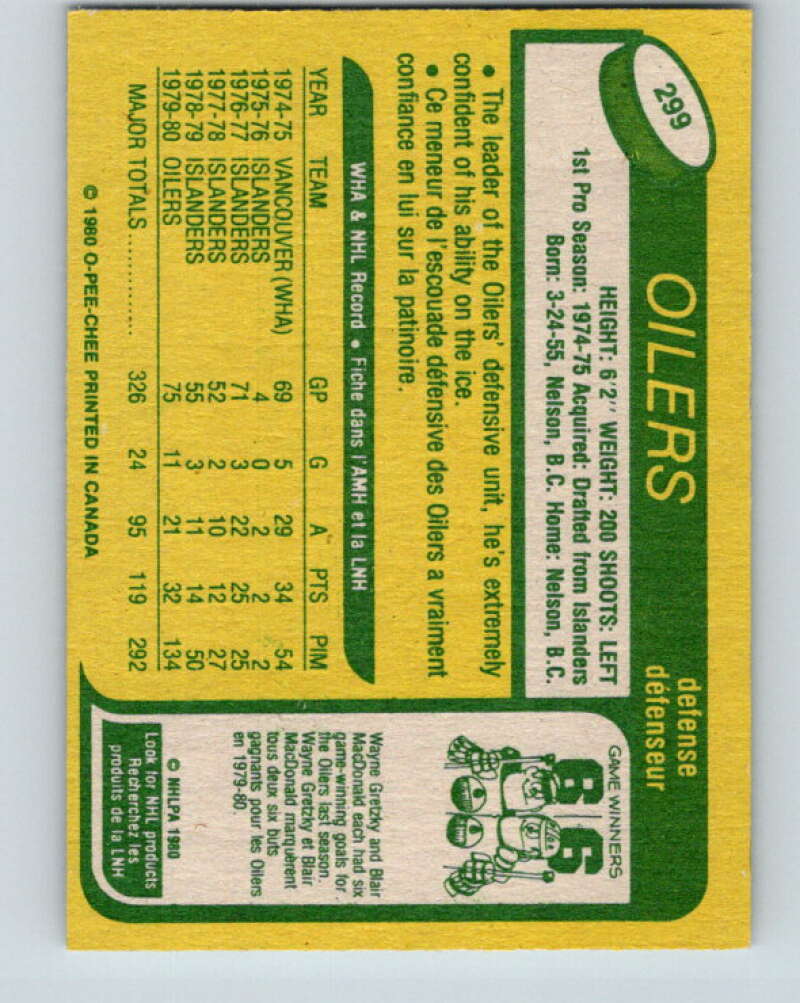 299
OILERS
defense
défenseur
HEIGHT: 6'2" WEIGHT: 200 SHOOTS: LEFT
1st Pro Season: 1974-75 Acquired: Drafted from Islanders
Born: 3-24-55, Nelson, B.C. Home: Nelson, B.C.
• The leader of the Oilers' defensive unit, he's extremely
confident of his ability on the ice.
• Ce meneur de l'escouade défensive des Oilers a vraiment
confiance en lui sur la patinoire.
WHA & NHL Record • Fiche dans l'AMH et la LNH
YEAR TEAM GP G A PTS PIM
1974-75 VANCOUVER (WHA) 69 5 29 34 54
1975-76 ISLANDERS 4 0 2 2 2
1976-77 ISLANDERS 71 3 22 25 25
1977-78 ISLANDERS 52 2 10 12 27
1978-79 ISLANDERS 55 3 11 14 50
1979-80 OILERS 75 11 21 32 134
MAJOR TOTALS ............ 326 24 95 119 292
© 1980 O-PEE-CHEE PRINTED IN CANADA
GAME WINNERS
6 6
Wayne Gretzky and Blair
MacDonald each had six
game-winning goals for
the Oilers last season.
Wayne Gretzky et Blair
MacDonald marquèrent
tous deux six buts
gagnants pour les Oilers
en 1979-80.
© NHLPA 1980
Look for NHL products
Recherchez les
produits de la LNH